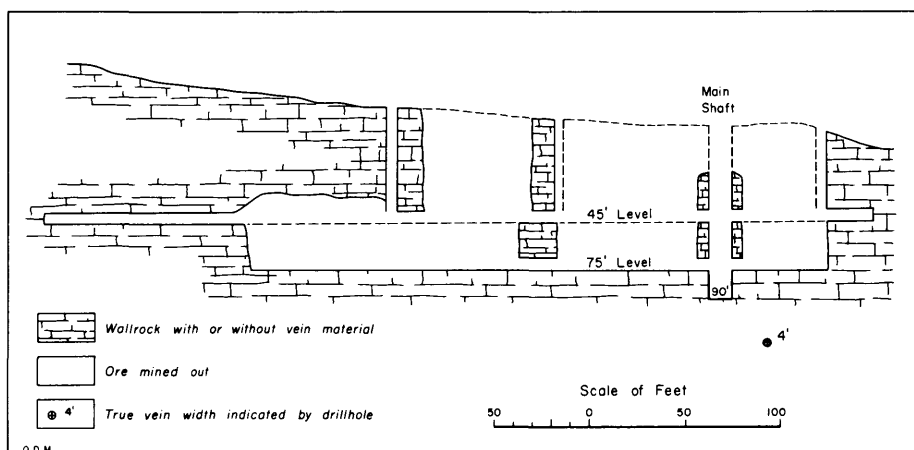 Main
Shaft
45' Level
75' Level
90'
4'
Wallrock with or without vein material
Ore mined out
4' True vein width indicated by drillhole
Scale of Feet
50 0 50 100
O.D.M.